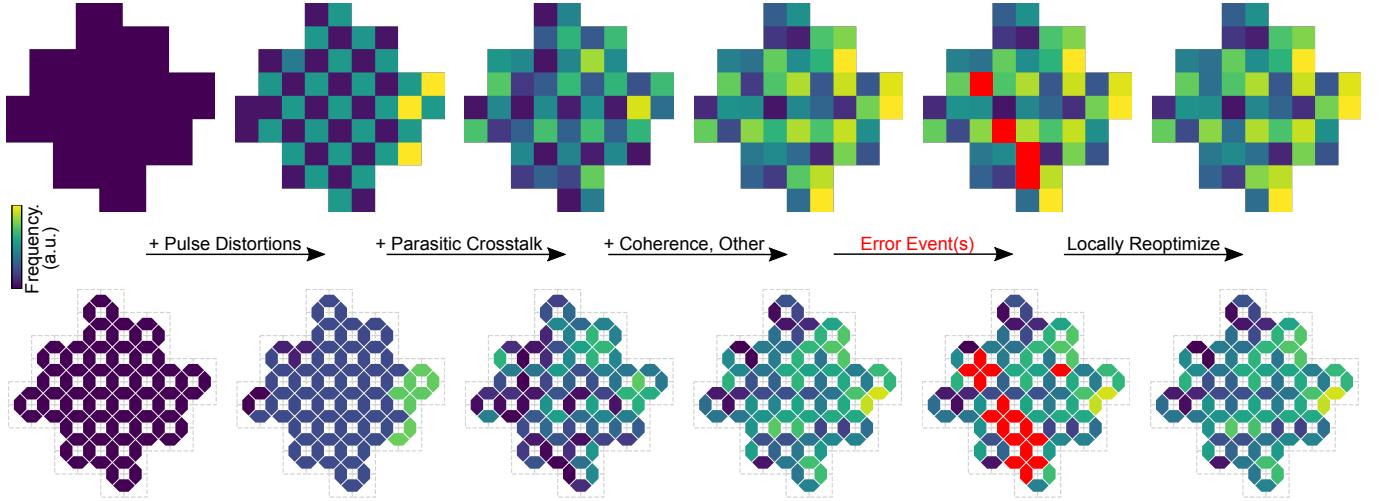 Frequency.
(a.u.)
+ Pulse Distortions
+ Parasitic Crosstalk
+ Coherence, Other
Error Event(s)
Locally Reoptimize